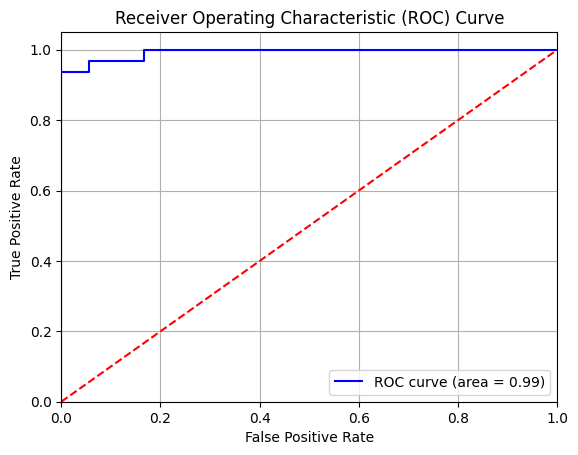 Receiver Operating Characteristic (ROC) Curve
1.0
0.8
0.6
0.4
0.2
0.0
True Positive Rate
ROC curve (area = 0.99)
0.0 0.2 0.4 0.6 0.8 1.0
False Positive Rate